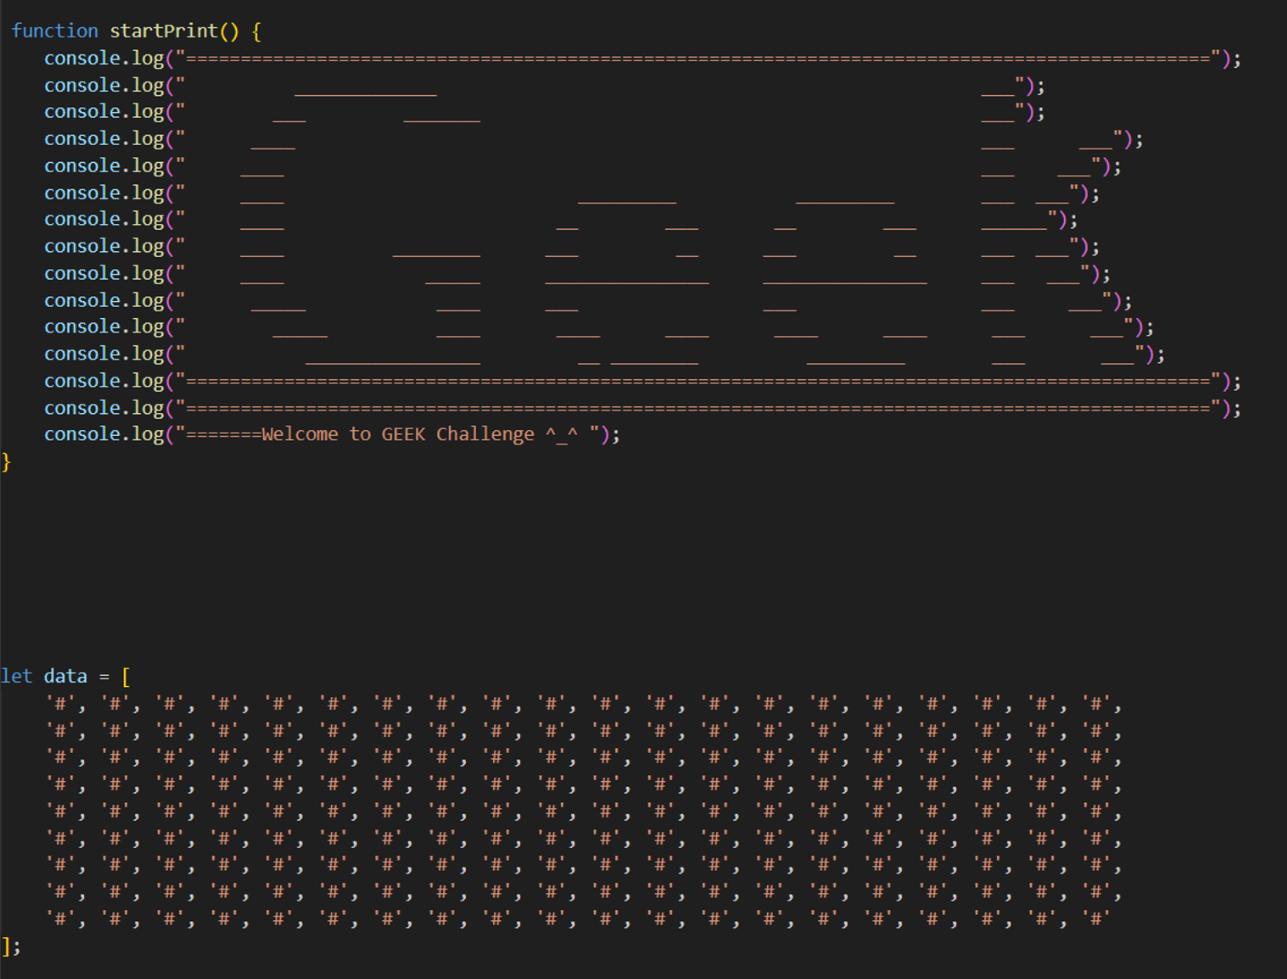 function startPrint() {
console.log("==============================================================================================");
console.log("          _____________                                                  ___");
console.log("        ___         _______                                              ___");
console.log("      ____                                                               ___      ___");
console.log("     ____                                                                ___    ___");
console.log("     ____                           _________           _________        ___  ___");
console.log("     ____                         __        ___       __        ___      ______");
console.log("     ____          ________      ___         __      ___         __      ___  ___");
console.log("     ____             _____      _______________     _______________     ___   ___");
console.log("      _____            ____      ___                 ___                 ___     ___");
console.log("        _____          ____       ____      ____      ____      ____      ___      ___");
console.log("           ________________         __ ________          _________        ___       ___");
console.log("==============================================================================================");
console.log("==============================================================================================");
console.log("=======Welcome to GEEK Challenge ^_^ ");
}
let data = [
'#', '#', '#', '#', '#', '#', '#', '#', '#', '#', '#', '#', '#', '#', '#', '#', '#', '#', '#', '#',
'#', '#', '#', '#', '#', '#', '#', '#', '#', '#', '#', '#', '#', '#', '#', '#', '#', '#', '#', '#',
'#', '#', '#', '#', '#', '#', '#', '#', '#', '#', '#', '#', '#', '#', '#', '#', '#', '#', '#', '#',
'#', '#', '#', '#', '#', '#', '#', '#', '#', '#', '#', '#', '#', '#', '#', '#', '#', '#', '#', '#',
'#', '#', '#', '#', '#', '#', '#', '#', '#', '#', '#', '#', '#', '#', '#', '#', '#', '#', '#', '#',
'#', '#', '#', '#', '#', '#', '#', '#', '#', '#', '#', '#', '#', '#', '#', '#', '#', '#', '#', '#',
'#', '#', '#', '#', '#', '#', '#', '#', '#', '#', '#', '#', '#', '#', '#', '#', '#', '#', '#', '#',
'#', '#', '#', '#', '#', '#', '#', '#', '#', '#', '#', '#', '#', '#', '#', '#', '#', '#', '#', '#',
'#', '#', '#', '#', '#', '#', '#', '#', '#', '#', '#', '#', '#', '#', '#', '#', '#', '#', '#', '#'
];